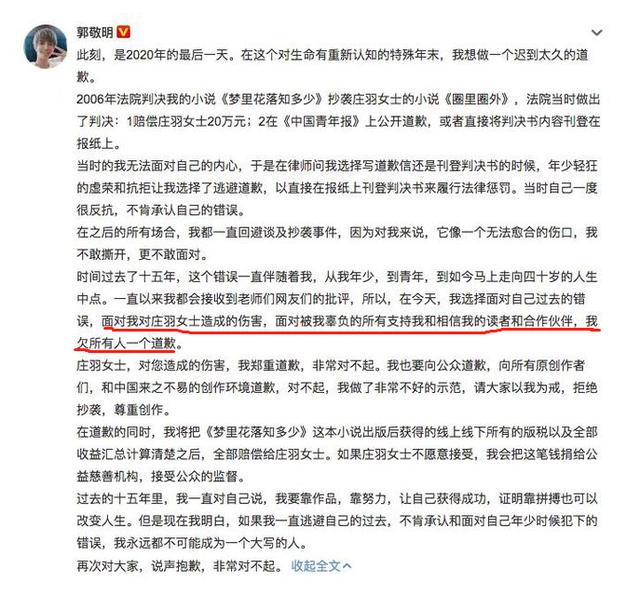 郭敬明
此刻，是2020年的最后一天。在这个对生命有重新认知的特殊年末，我想做一个迟到太久的道
歉。
2006年法院判决我的小说《梦里花落知多少》抄袭庄羽女士的小说《圈里圈外》，法院当时做出
了判决：1赔偿庄羽女士20万元；2在《中国青年报》上公开道歉，或者直接将判决书内容刊登在
报纸上。
当时的我无法面对自己的内心，于是在律师问我选择写道歉信还是刊登判决书的时候，年少轻狂
的虚荣和抗拒让我选择了逃避道歉，以直接在报纸上刊登判决书来履行法律惩罚。当时自己一度
很反抗，不肯承认自己的错误。
在之后的所有场合，我都一直回避谈及抄袭事件，因为对我来说，它像一个无法愈合的伤口，我
不敢撕开，更不敢面对。
时间过去了十五年，这个错误一直伴随着我，从我年少，到青年，到如今马上走向四十岁的人生
中点。一直以来我都会接收到老师们网友们的批评，所以，在今天，我选择面对自己过去的错
误，面对我对庄羽女士造成的伤害，面对被我辜负的所有支持我和相信我的读者和合作伙伴，我
欠所有人一个道歉。
庄羽女士，对您造成的伤害，我郑重道歉，非常对不起。我也要向公众道歉，向所有原创作者
们，和中国来之不易的创作环境道歉，对不起，我做了非常不好的示范，请大家以我为戒，拒绝
抄袭，尊重创作。
在道歉的同时，我将把《梦里花落知多少》这本小说出版后获得的线上线下所有的版税以及全部
收益汇总计算清楚之后，全部赔偿给庄羽女士。如果庄羽女士不愿意接受，我会把这笔钱捐给公
益慈善机构，接受公众的监督。
过去的十五年里，我一直对自己说，我要靠作品，靠努力，让自己获得成功，证明靠拼搏也可以
改变人生。但是现在我明白，如果我一直逃避自己的过去，不肯承认和面对自己年少时候犯下的
错误，我永远都不可能成为一个大写的人。
再次对大家，说声抱歉，非常对不起。 收起全文